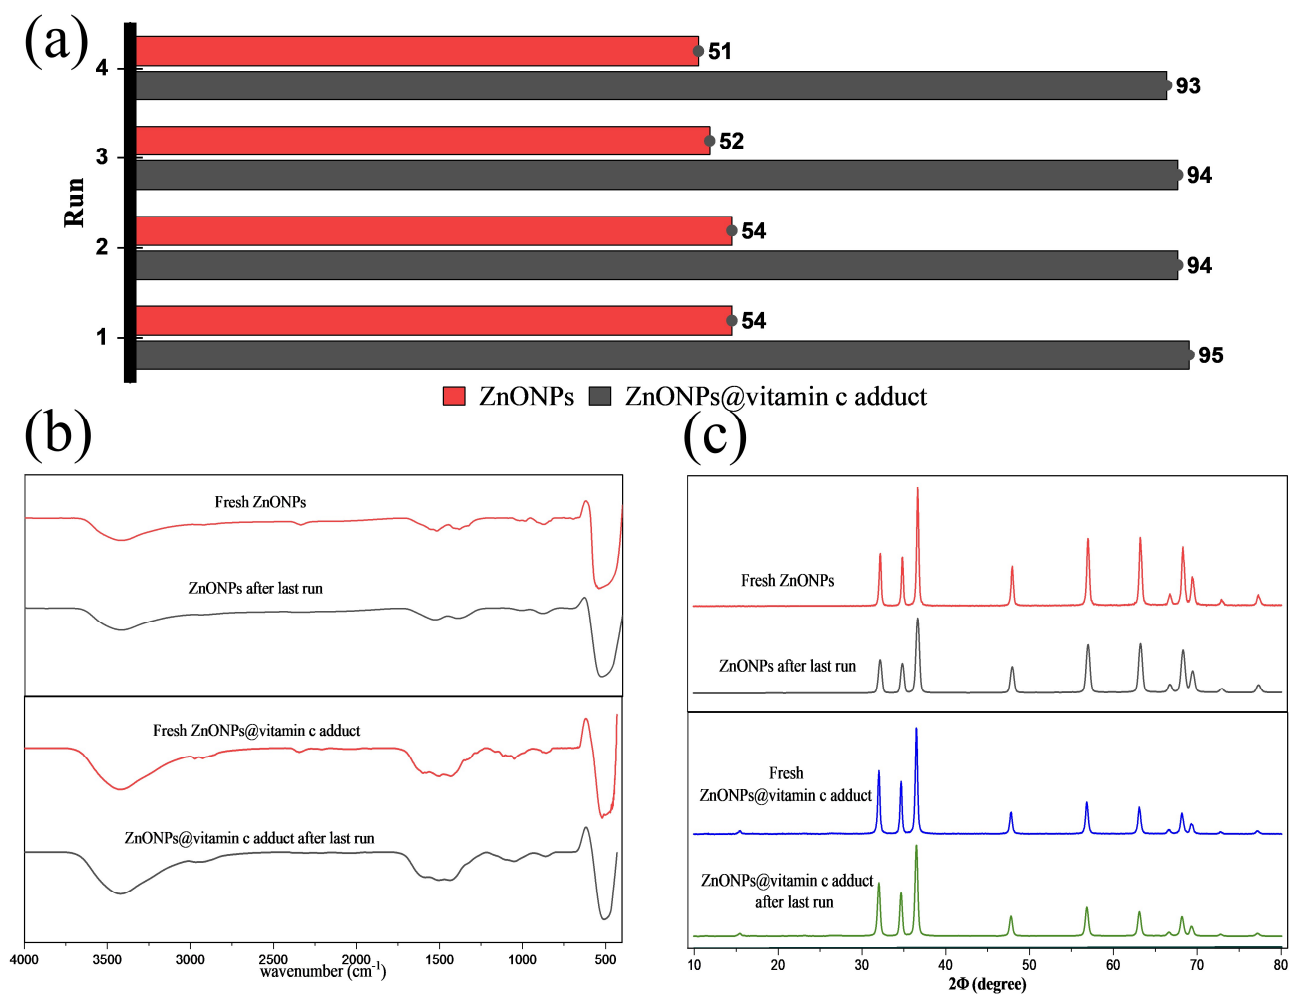 (a)
51
4
93
52
3
94
Run
54
2
94
54
1
95
ZnONPs
ZnONPs@vitamin c adduct
(b)
Fresh ZnONPs
ZnONPs after last run
Fresh ZnONPs@vitamin c adduct
ZnONPs@vitamin c adduct after last run
4000 3500 3000 2500 2000 1500 1000 500
wavenumber (cm⁻¹)
(c)
Fresh ZnONPs
ZnONPs after last run
Fresh
ZnONPs@vitamin c adduct
ZnONPs@vitamin c adduct
after last run
10 20 30 40 50 60 70 80
2Φ (degree)